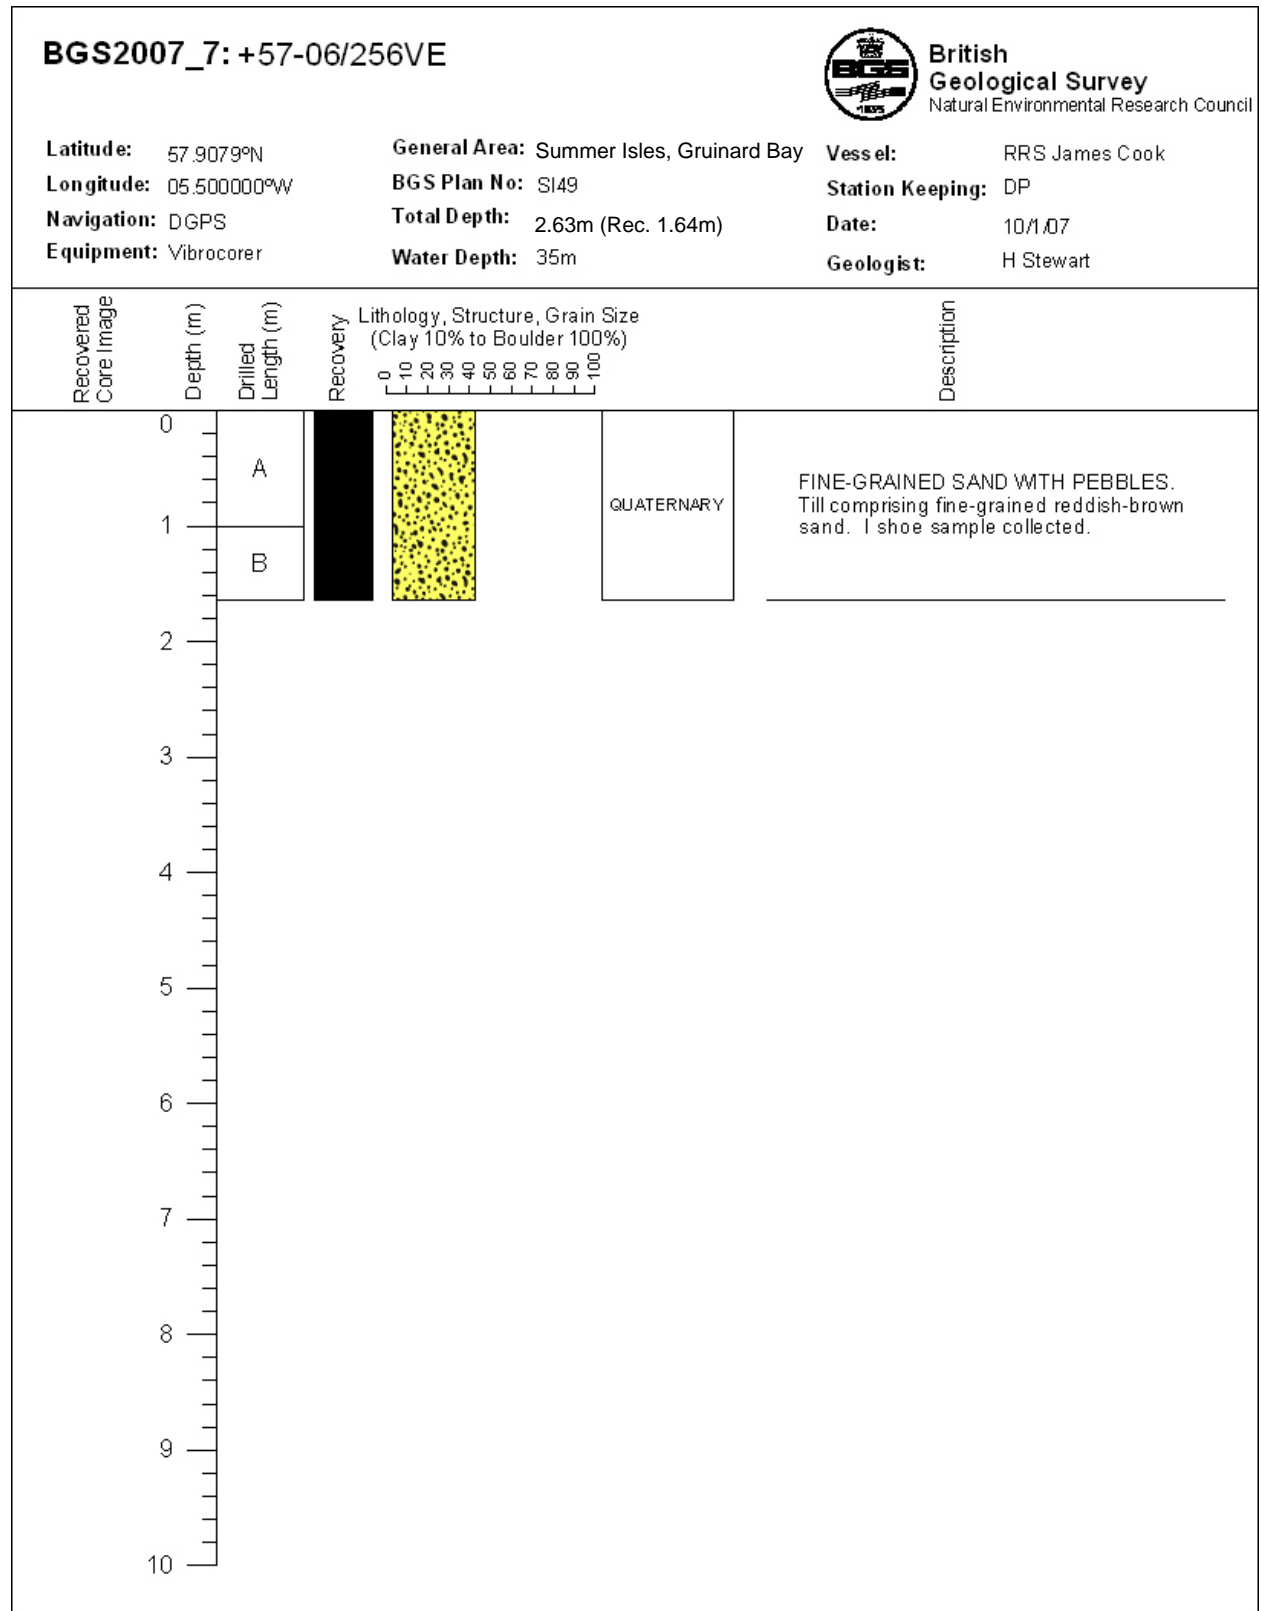 BGS2007_7: +57-06/256VE
BGS
1835
British
Geological Survey
Natural Environmental Research Council
Latitude: 57.9079ºN
Longitude: 05.500000ºW
Navigation: DGPS
Equipment: Vibrocorer
General Area: Summer Isles, Gruinard Bay
BGS Plan No: SI49
Total Depth: 2.63m (Rec. 1.64m)
Water Depth: 35m
Vessel: RRS James Cook
Station Keeping: DP
Date: 10/1/07
Geologist: H Stewart
Recovered
Core Image
Depth (m)
Drilled
Length (m)
Recovery
Lithology, Structure, Grain Size
(Clay 10% to Boulder 100%)
0 10 20 30 40 50 60 70 80 90 100
Description
0
A
1
B
QUATERNARY
FINE-GRAINED SAND WITH PEBBLES.
Till comprising fine-grained reddish-brown
sand. I shoe sample collected.
2
3
4
5
6
7
8
9
10